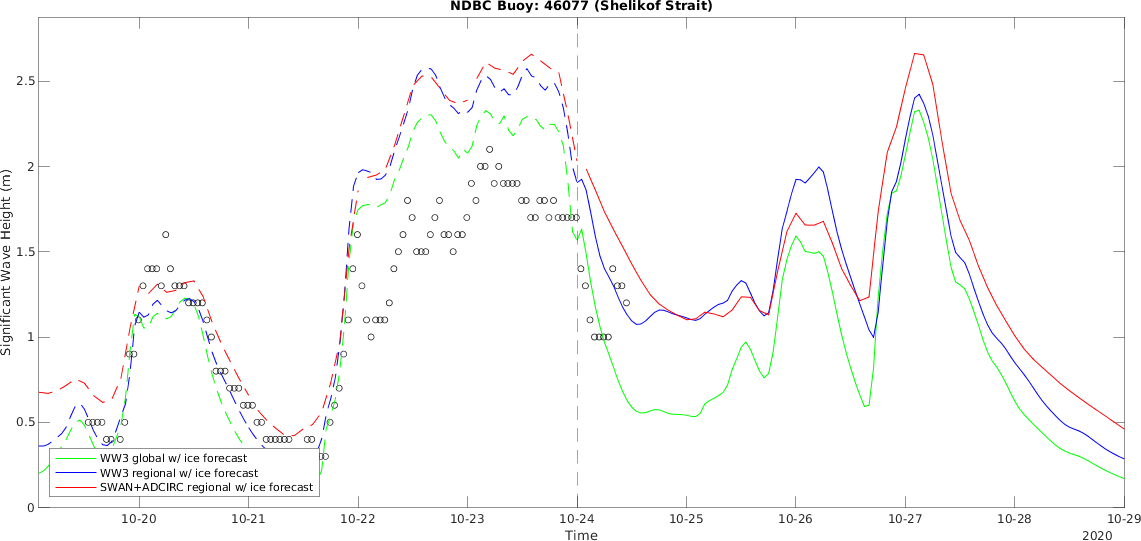 NDBC Buoy: 46077 (Shelikof Strait)
Significant Wave Height (m)
2.5
2
1.5
1
0.5
0
WW3 global w/ ice forecast
WW3 regional w/ ice forecast
SWAN+ADCIRC regional w/ ice forecast
10-20 10-21 10-22 10-23 10-24 10-25 10-26 10-27 10-28 10-29
Time 2020